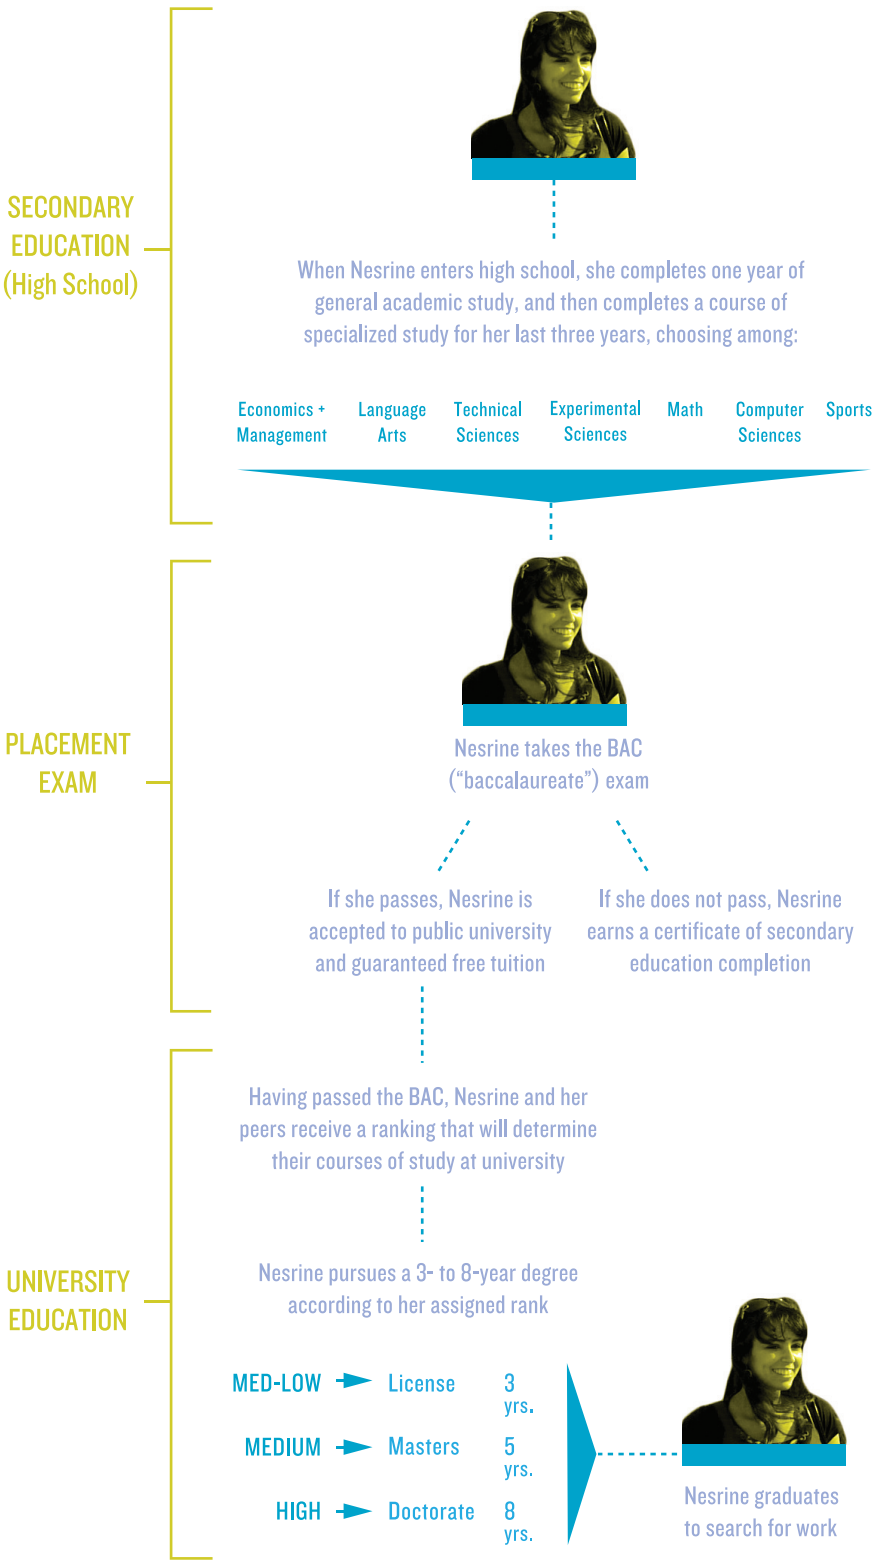 SECONDARY
EDUCATION
(High School)
When Nesrine enters high school, she completes one year of
general academic study, and then completes a course of
specialized study for her last three years, choosing among:
Economics +
Management
Language
Arts
Technical
Sciences
Experimental
Sciences
Math
Computer
Sciences
Sports
PLACEMENT
EXAM
Nesrine takes the BAC
(“baccalaureate”) exam
If she passes, Nesrine is
accepted to public university
and guaranteed free tuition
If she does not pass, Nesrine
earns a certificate of secondary
education completion
UNIVERSITY
EDUCATION
Having passed the BAC, Nesrine and her
peers receive a ranking that will determine
their courses of study at university
Nesrine pursues a 3- to 8-year degree
according to her assigned rank
MED-LOW License 3
yrs.
MEDIUM Masters 5
yrs.
HIGH Doctorate 8
yrs.
Nesrine graduates
to search for work